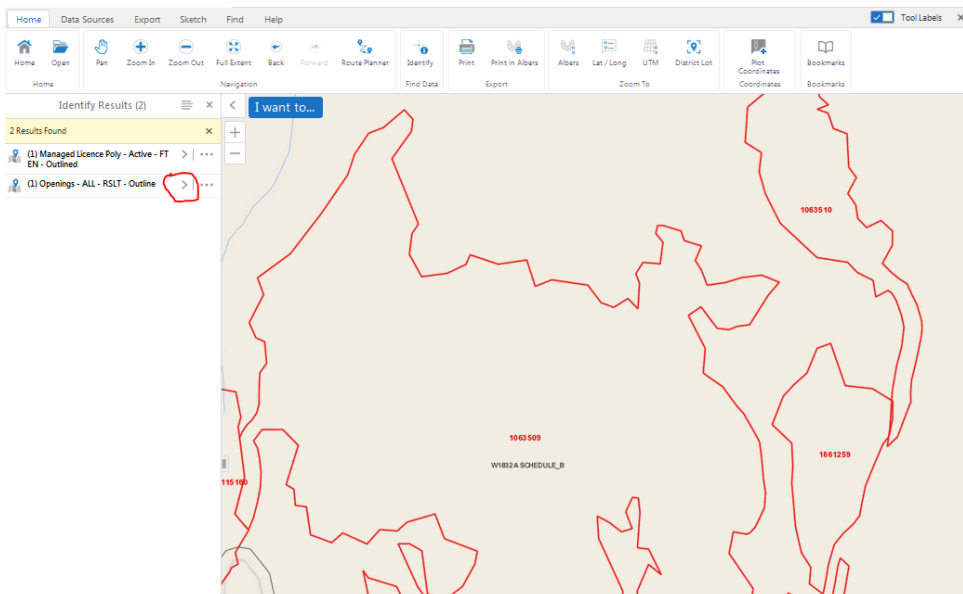 Home Data Sources Export Sketch Find Help
Tool Labels
Home Open Pan Zoom In Zoom Out Full Extent Back Forward Route Planner Identify Print Print in Albers Albers Lat / Long UTM District Lot Plot Coordinates Bookmarks
Home Navigation Find Data Export Zoom To Coordinates Bookmarks
Identify Results (2)
I want to...
2 Results Found
(1) Managed Licence Poly - Active - FT
EN - Outlined
(1) Openings - ALL - RSLT - Outline
1063510
1063509
1661259
W1832A SCHEDULE_B
115160